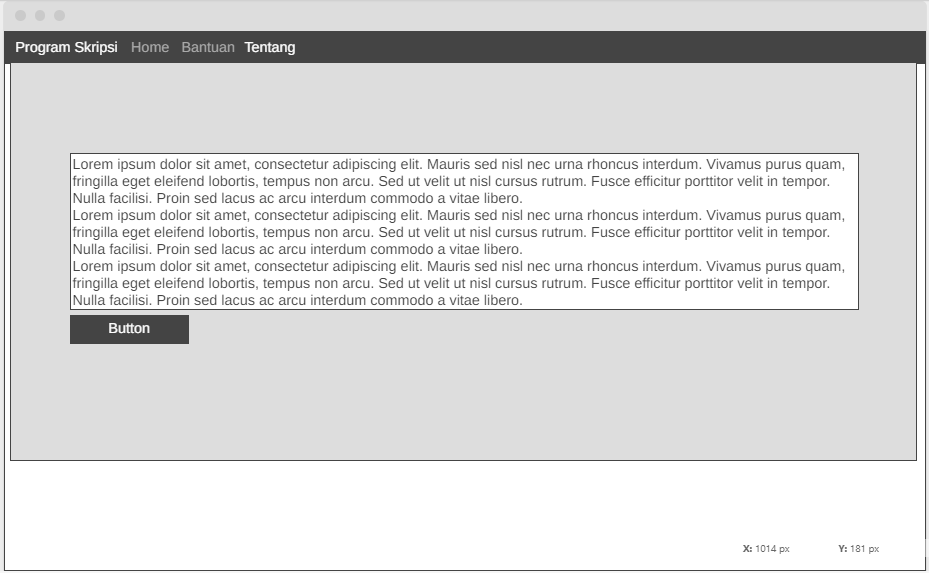 Program Skripsi Home Bantuan Tentang
Lorem ipsum dolor sit amet, consectetur adipiscing elit. Mauris sed nisl nec urna rhoncus interdum. Vivamus purus quam,
fringilla eget eleifend lobortis, tempus non arcu. Sed ut velit ut nisl cursus rutrum. Fusce efficitur porttitor velit in tempor.
Nulla facilisi. Proin sed lacus ac arcu interdum commodo a vitae libero.
Lorem ipsum dolor sit amet, consectetur adipiscing elit. Mauris sed nisl nec urna rhoncus interdum. Vivamus purus quam,
fringilla eget eleifend lobortis, tempus non arcu. Sed ut velit ut nisl cursus rutrum. Fusce efficitur porttitor velit in tempor.
Nulla facilisi. Proin sed lacus ac arcu interdum commodo a vitae libero.
Lorem ipsum dolor sit amet, consectetur adipiscing elit. Mauris sed nisl nec urna rhoncus interdum. Vivamus purus quam,
fringilla eget eleifend lobortis, tempus non arcu. Sed ut velit ut nisl cursus rutrum. Fusce efficitur porttitor velit in tempor.
Nulla facilisi. Proin sed lacus ac arcu interdum commodo a vitae libero.
Button
X: 1014 px Y: 181 px